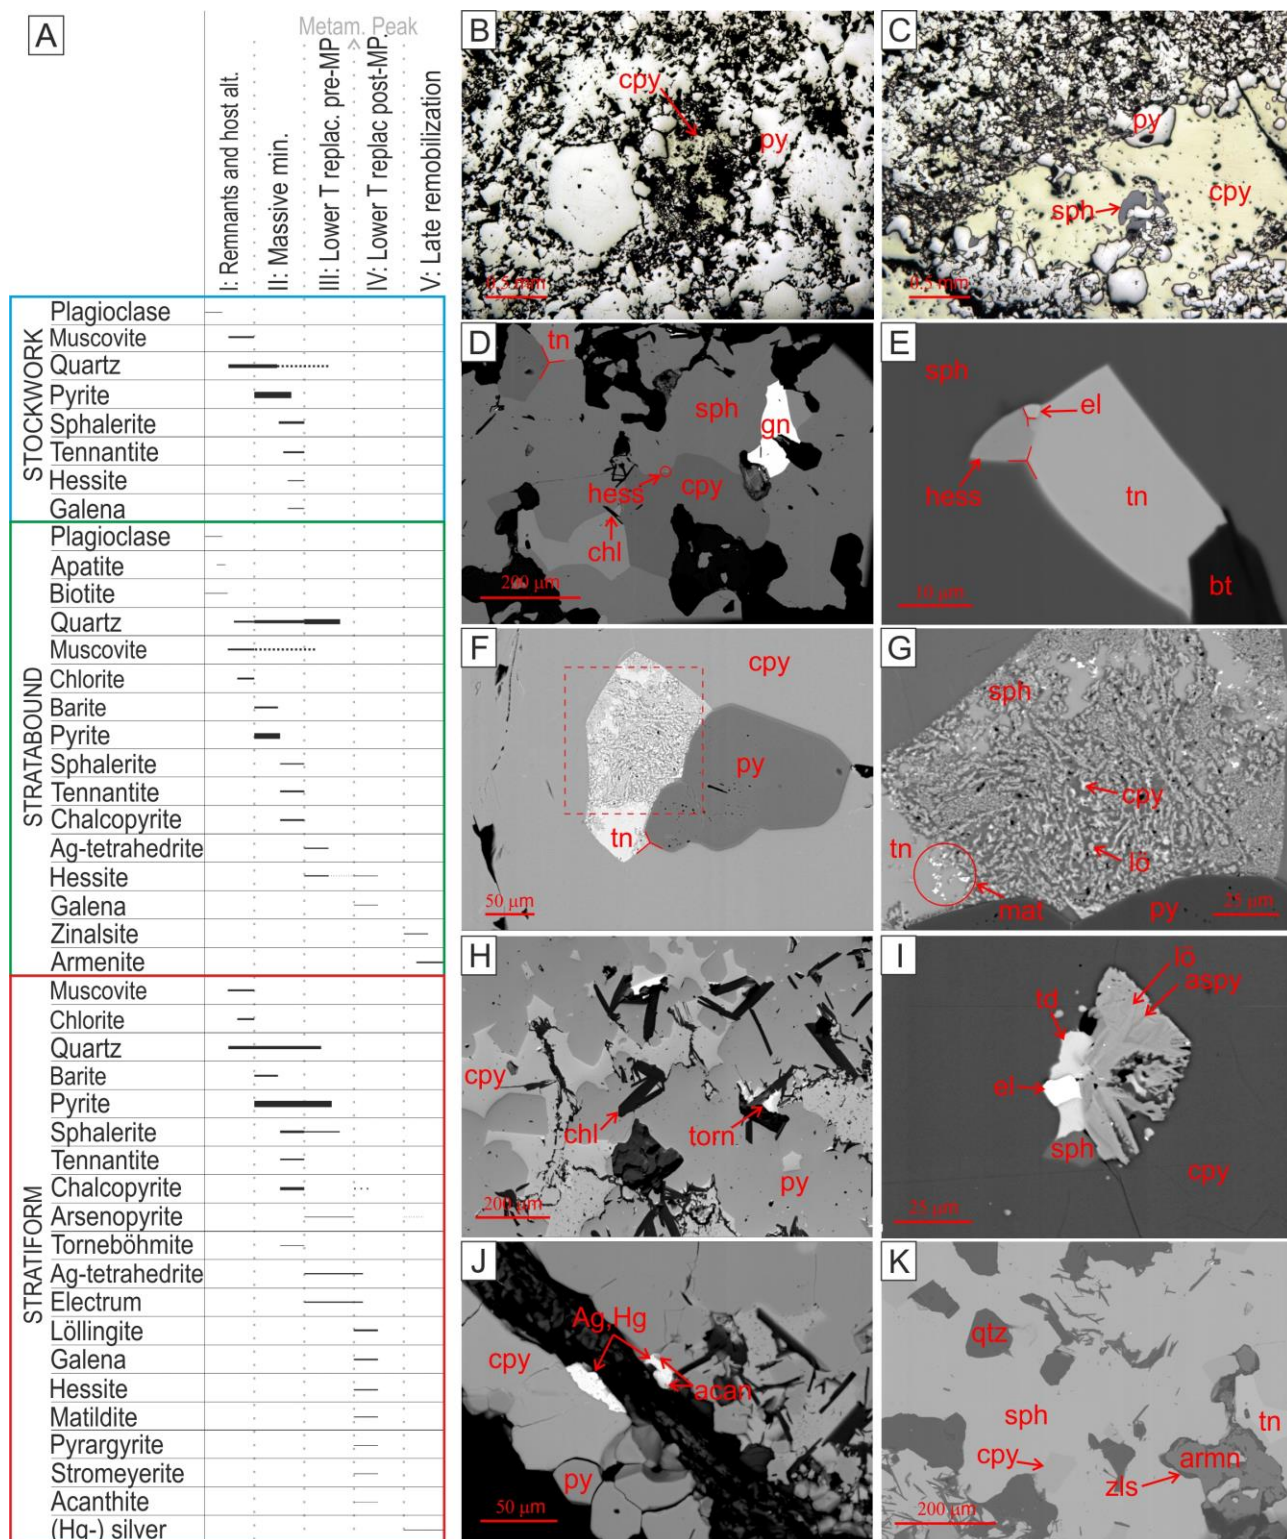 A
Metam. Peak
I: Remnants and host alt.
II: Massive min.
III: Lower T replac. pre-MP.
IV: Lower T replac post-MP.
V: Late remobilization
STOCKWORK
Plagioclase
Muscovite
Quartz
Pyrite
Sphalerite
Tennantite
Hessite
Galena
STRATABOUND
Plagioclase
Apatite
Biotite
Quartz
Muscovite
Chlorite
Barite
Pyrite
Sphalerite
Tennantite
Chalcopyrite
Ag-tetrahedrite
Hessite
Galena
Zinalsite
Armenite
STRATIFORM
Muscovite
Chlorite
Quartz
Barite
Pyrite
Sphalerite
Tennantite
Chalcopyrite
Arsenopyrite
Torneböhmite
Ag-tetrahedrite
Electrum
Löllingite
Galena
Hessite
Matildite
Pyrargyrite
Stromeyerite
Acanthite
(Hg-) silver
B
cpy
py
0.5 mm
C
py
cpy
sph
0.5 mm
D
tn
sph
gn
hess
cpy
chl
200 µm
E
sph
el
hess
tn
bt
10 µm
F
cpy
py
tn
50 µm
G
sph
cpy
lö
tn
mat
py
25 µm
H
cpy
chl
torn
py
200 µm
I
lö
aspy
td
el
sph
cpy
25 µm
J
Ag,Hg
cpy
acan
py
50 µm
K
qtz
sph
tn
cpy
armn
zls
200 µm